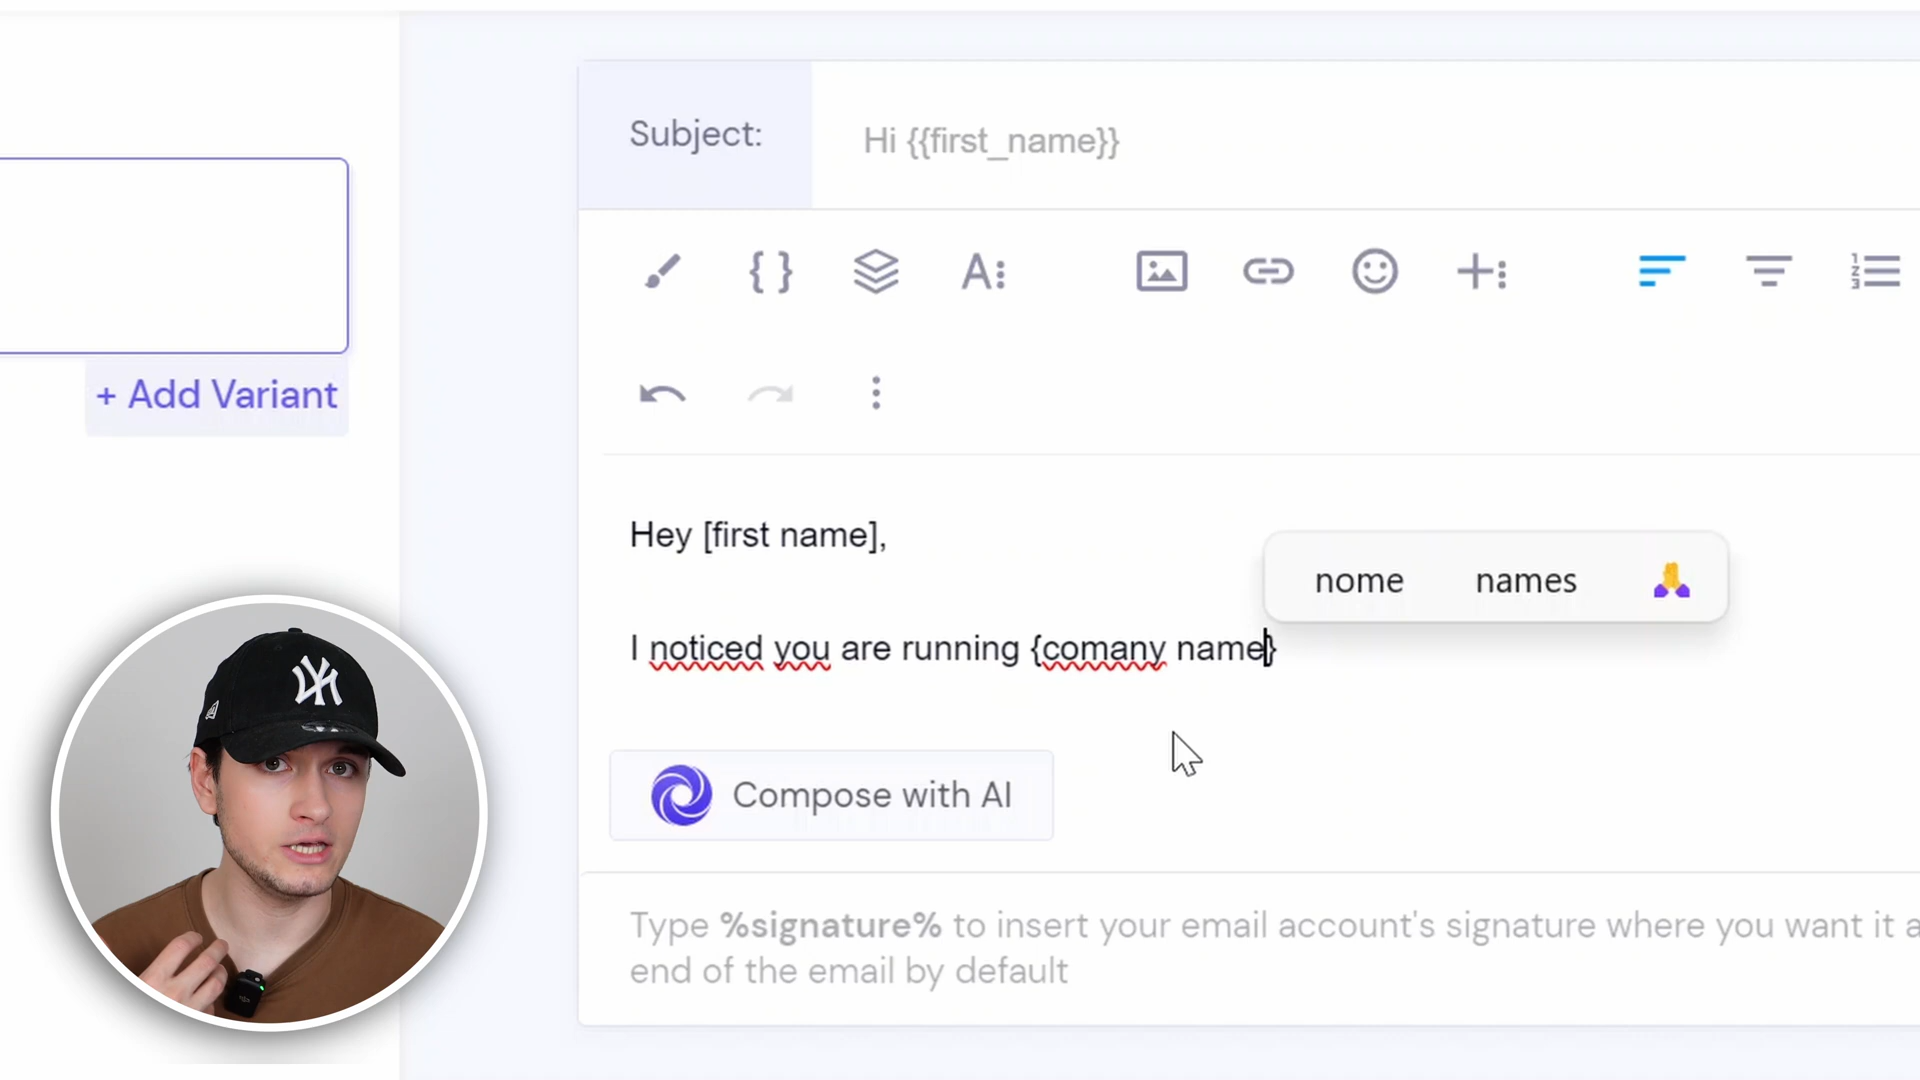 Subject:
Hi {{first_name}}
+ Add Variant
Hey [first name],
nome names
I noticed you are running {comany name}
Compose with AI
Type %signature% to insert your email account's signature where you want it a
end of the email by default